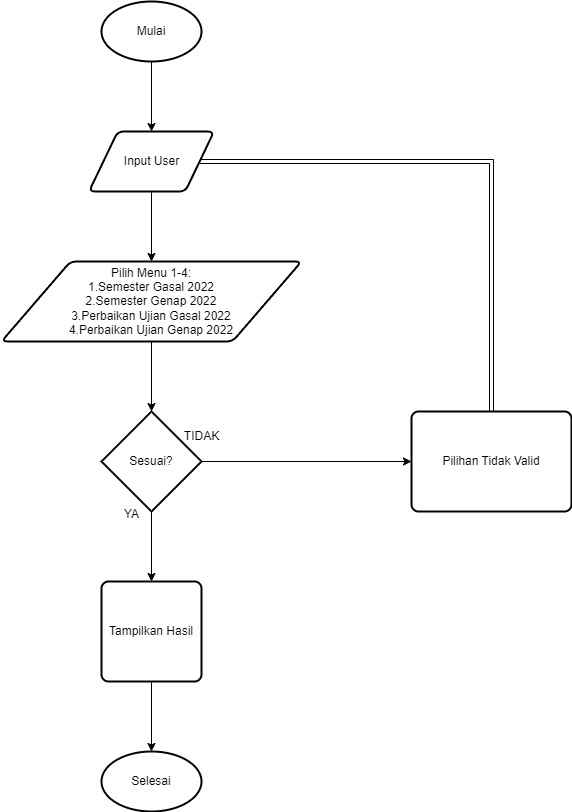 Mulai
Input User
Pilih Menu 1-4:
1.Semester Gasal 2022
2.Semester Genap 2022
3.Perbaikan Ujian Gasal 2022
4.Perbaikan Ujian Genap 2022
TIDAK
Sesuai?
Pilihan Tidak Valid
YA
Tampilkan Hasil
Selesai